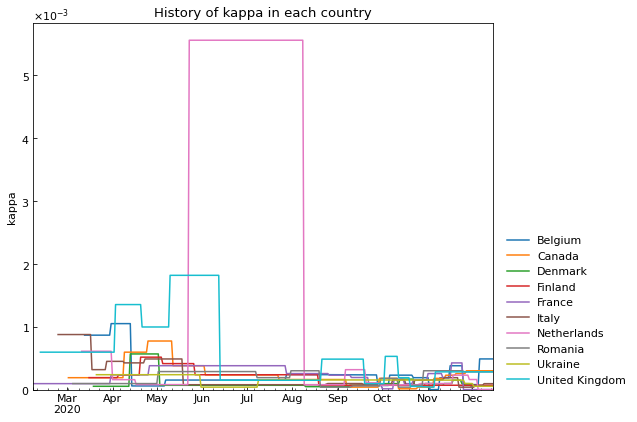 History of kappa in each country
×10⁻³
5
4
3
2
1
0
kappa
Mar Apr May Jun Jul Aug Sep Oct Nov Dec
2020
Belgium
Canada
Denmark
Finland
France
Italy
Netherlands
Romania
Ukraine
United Kingdom